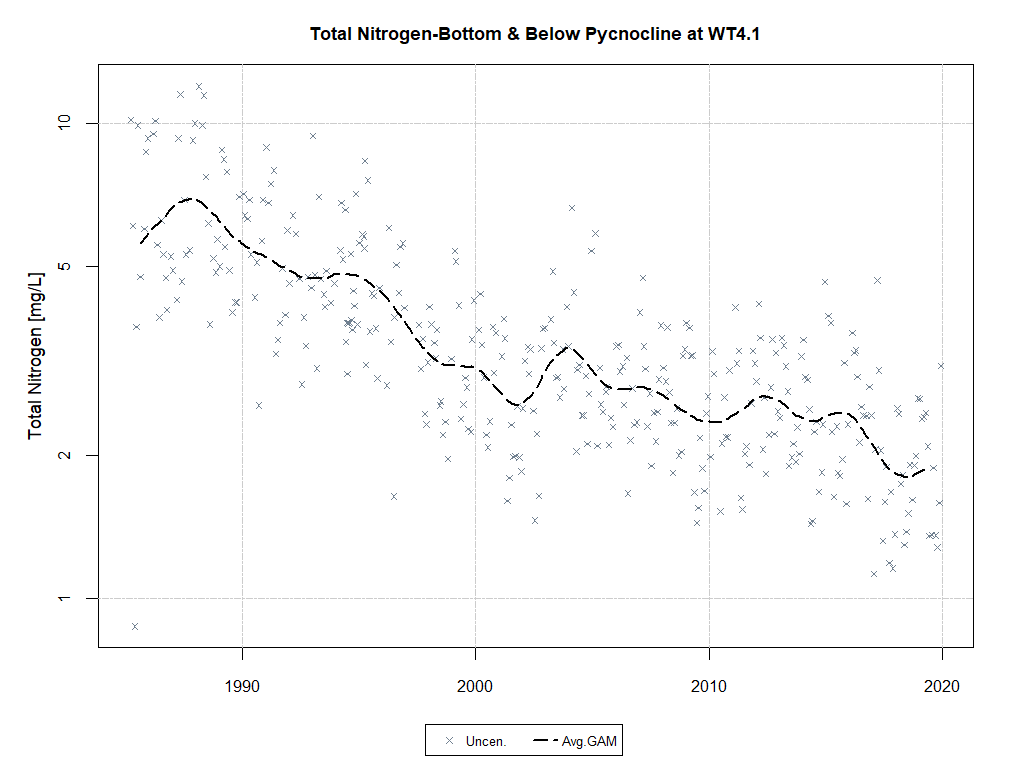 Total Nitrogen-Bottom & Below Pycnocline at WT4.1
Total Nitrogen [mg/L]
10
5
2
1
1990 2000 2010 2020
Uncen. Avg.GAM